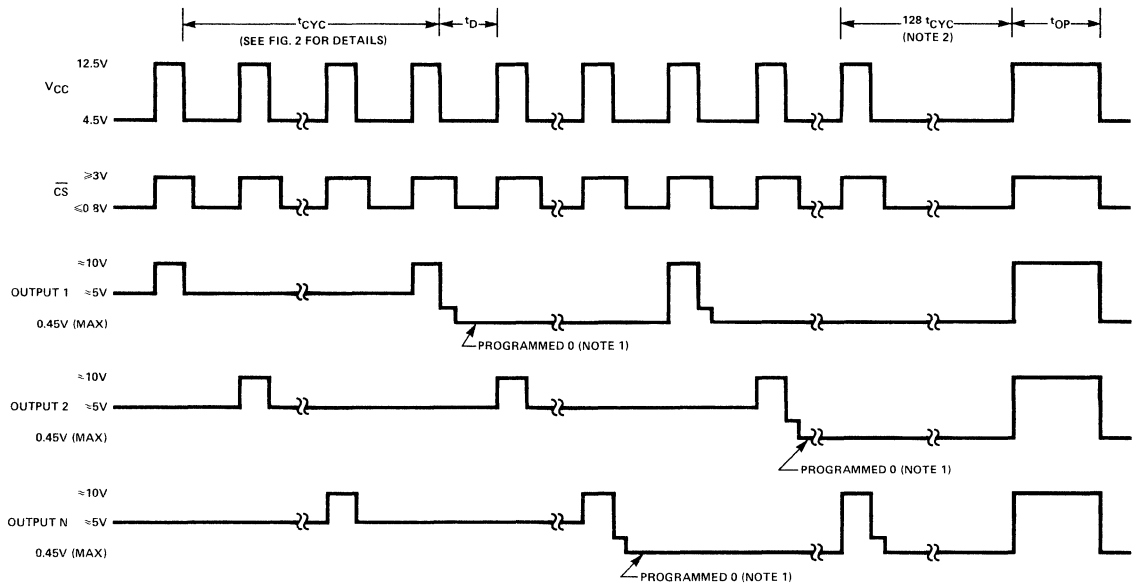 tCYC
(SEE FIG. 2 FOR DETAILS)
tD
128 tCYC
(NOTE 2)
tOP
12.5V
VCC
4.5V
≥3V
CS
≤0 8V
≈10V
OUTPUT 1 ≈5V
0.45V (MAX)
PROGRAMMED 0 (NOTE 1)
≈10V
OUTPUT 2 ≈5V
0.45V (MAX)
PROGRAMMED 0 (NOTE 1)
≈10V
OUTPUT N ≈5V
0.45V (MAX)
PROGRAMMED 0 (NOTE 1)